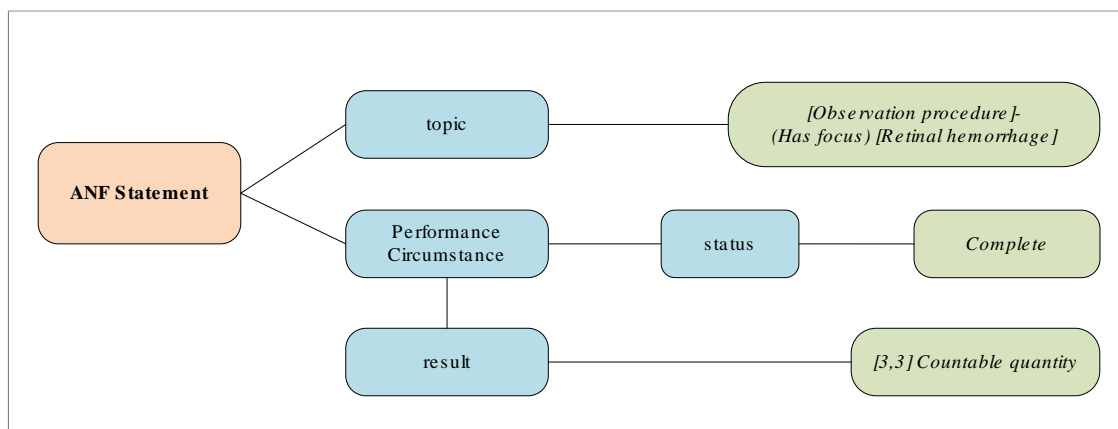 topic
[Observation procedure]-
(Has focus) [Retinal hemorrhage]
ANF Statement
Performance
Circumstance
status
Complete
result
[3,3] Countable quantity